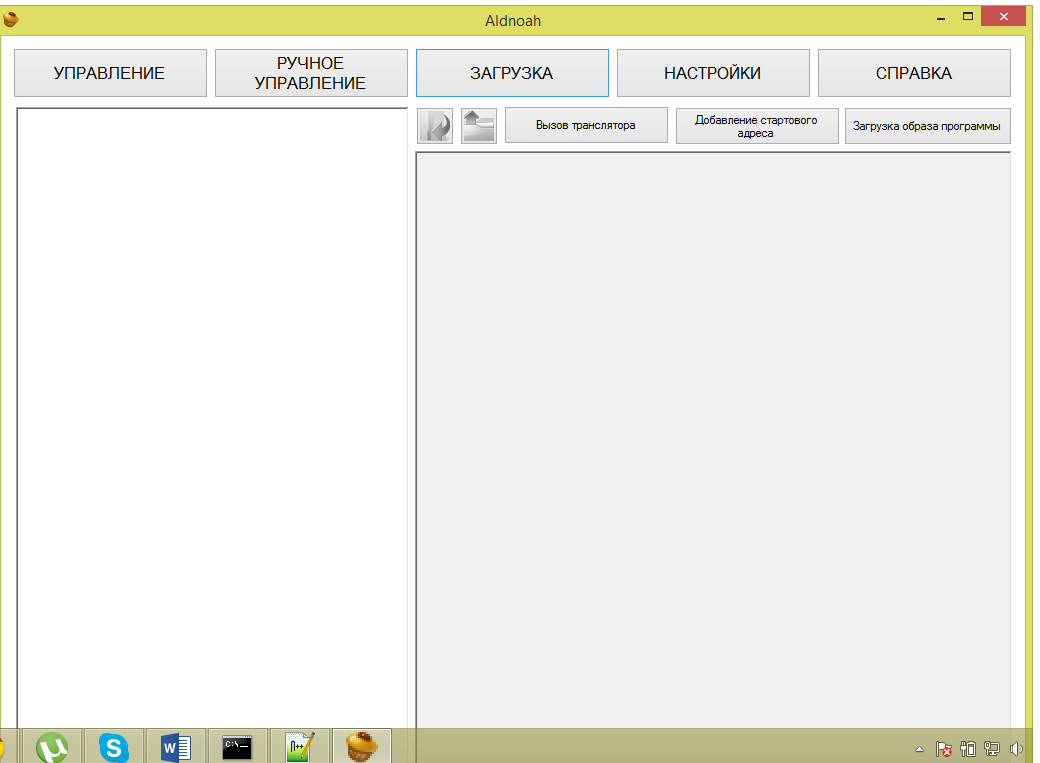 Aldnoah
УПРАВЛЕНИЕ
РУЧНОЕ
УПРАВЛЕНИЕ
ЗАГРУЗКА
НАСТРОЙКИ
СПРАВКА
Вызов транслятора
Добавление стартового
адреса
Загрузка образа программы